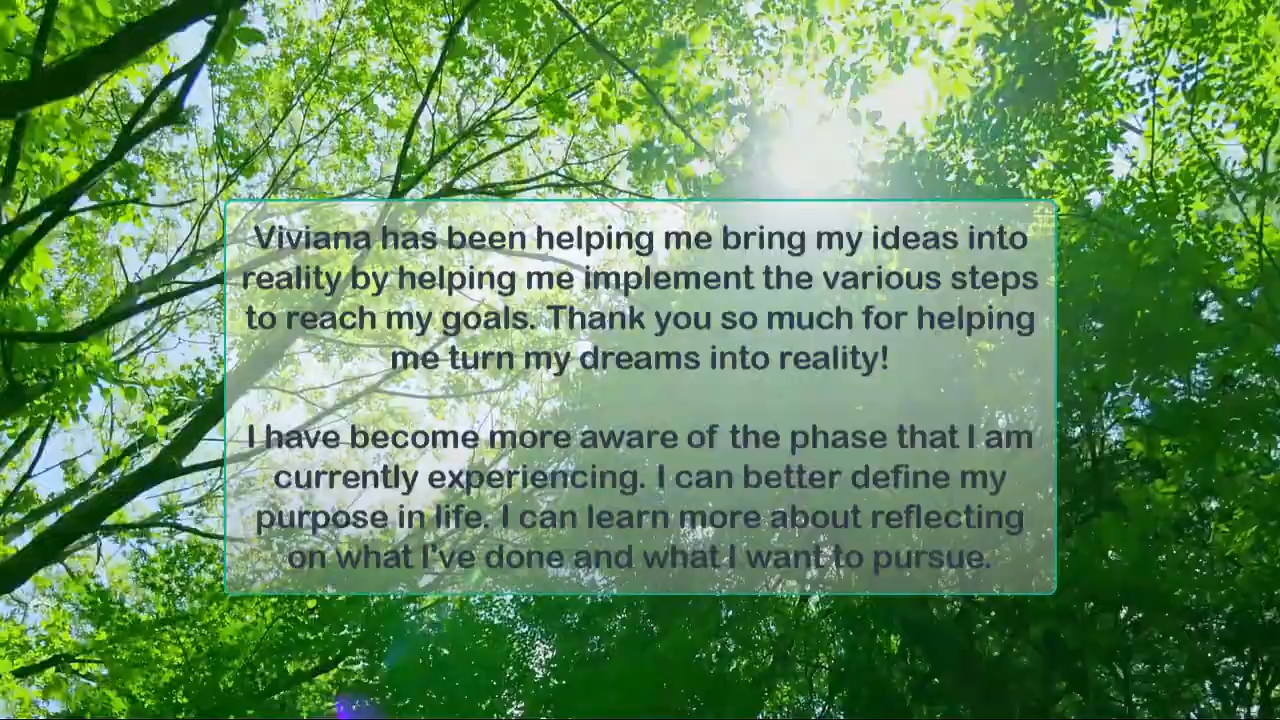 Viviana has been helping me bring my ideas into
reality by helping me implement the various steps
to reach my goals. Thank you so much for helping
me turn my dreams into reality!
I have become more aware of the phase that I am
currently experiencing. I can better define my
purpose in life. I can learn more about reflecting
on what I've done and what I want to pursue.